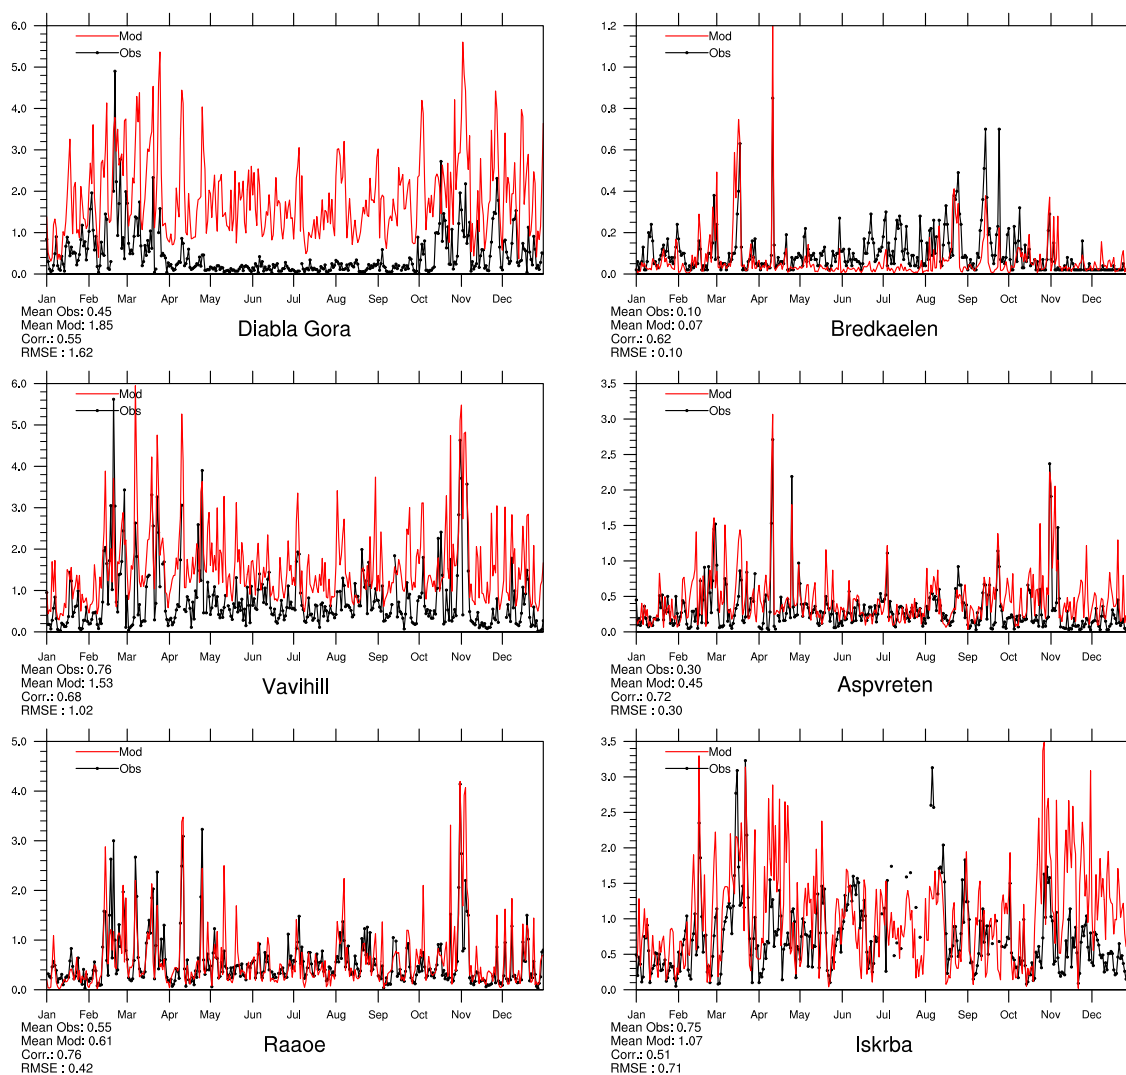 6.0
5.0
4.0
3.0
2.0
1.0
0.0
Mod
Obs
Jan Feb Mar Apr May Jun Jul Aug Sep Oct Nov Dec
Mean Obs: 0.45
Mean Mod: 1.85
Corr.: 0.55
RMSE : 1.62
Diabla Gora
1.2
1.0
0.8
0.6
0.4
0.2
0.0
Mod
Obs
Jan Feb Mar Apr May Jun Jul Aug Sep Oct Nov Dec
Mean Obs: 0.10
Mean Mod: 0.07
Corr.: 0.62
RMSE : 0.10
Bredkaelen
6.0
5.0
4.0
3.0
2.0
1.0
0.0
Mod
Obs
Jan Feb Mar Apr May Jun Jul Aug Sep Oct Nov Dec
Mean Obs: 0.76
Mean Mod: 1.53
Corr.: 0.68
RMSE : 1.02
Vavihill
3.5
3.0
2.5
2.0
1.5
1.0
0.5
0.0
Mod
Obs
Jan Feb Mar Apr May Jun Jul Aug Sep Oct Nov Dec
Mean Obs: 0.30
Mean Mod: 0.45
Corr.: 0.72
RMSE : 0.30
Aspvreten
5.0
4.0
3.0
2.0
1.0
0.0
Mod
Obs
Jan Feb Mar Apr May Jun Jul Aug Sep Oct Nov Dec
Mean Obs: 0.55
Mean Mod: 0.61
Corr.: 0.76
RMSE : 0.42
Raaoe
3.5
3.0
2.5
2.0
1.5
1.0
0.5
0.0
Mod
Obs
Jan Feb Mar Apr May Jun Jul Aug Sep Oct Nov Dec
Mean Obs: 0.75
Mean Mod: 1.07
Corr.: 0.51
RMSE : 0.71
Iskrba